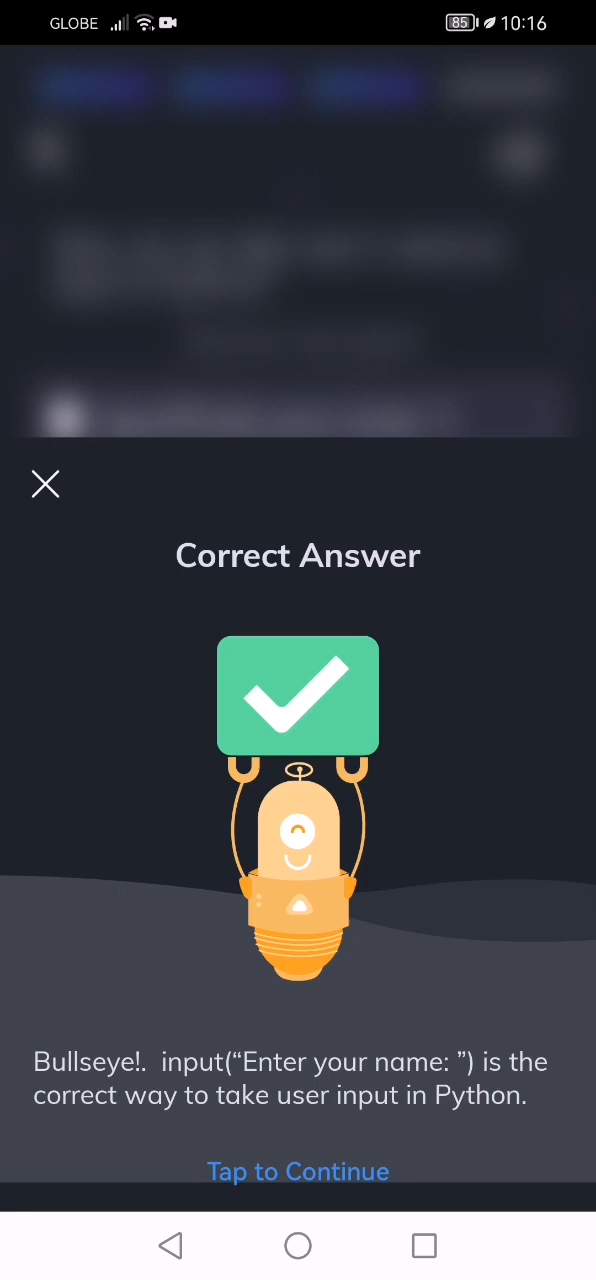 GLOBE 85 10:16
Correct Answer
Bullseye!.  input(“Enter your name: ”) is the
correct way to take user input in Python.
Tap to Continue